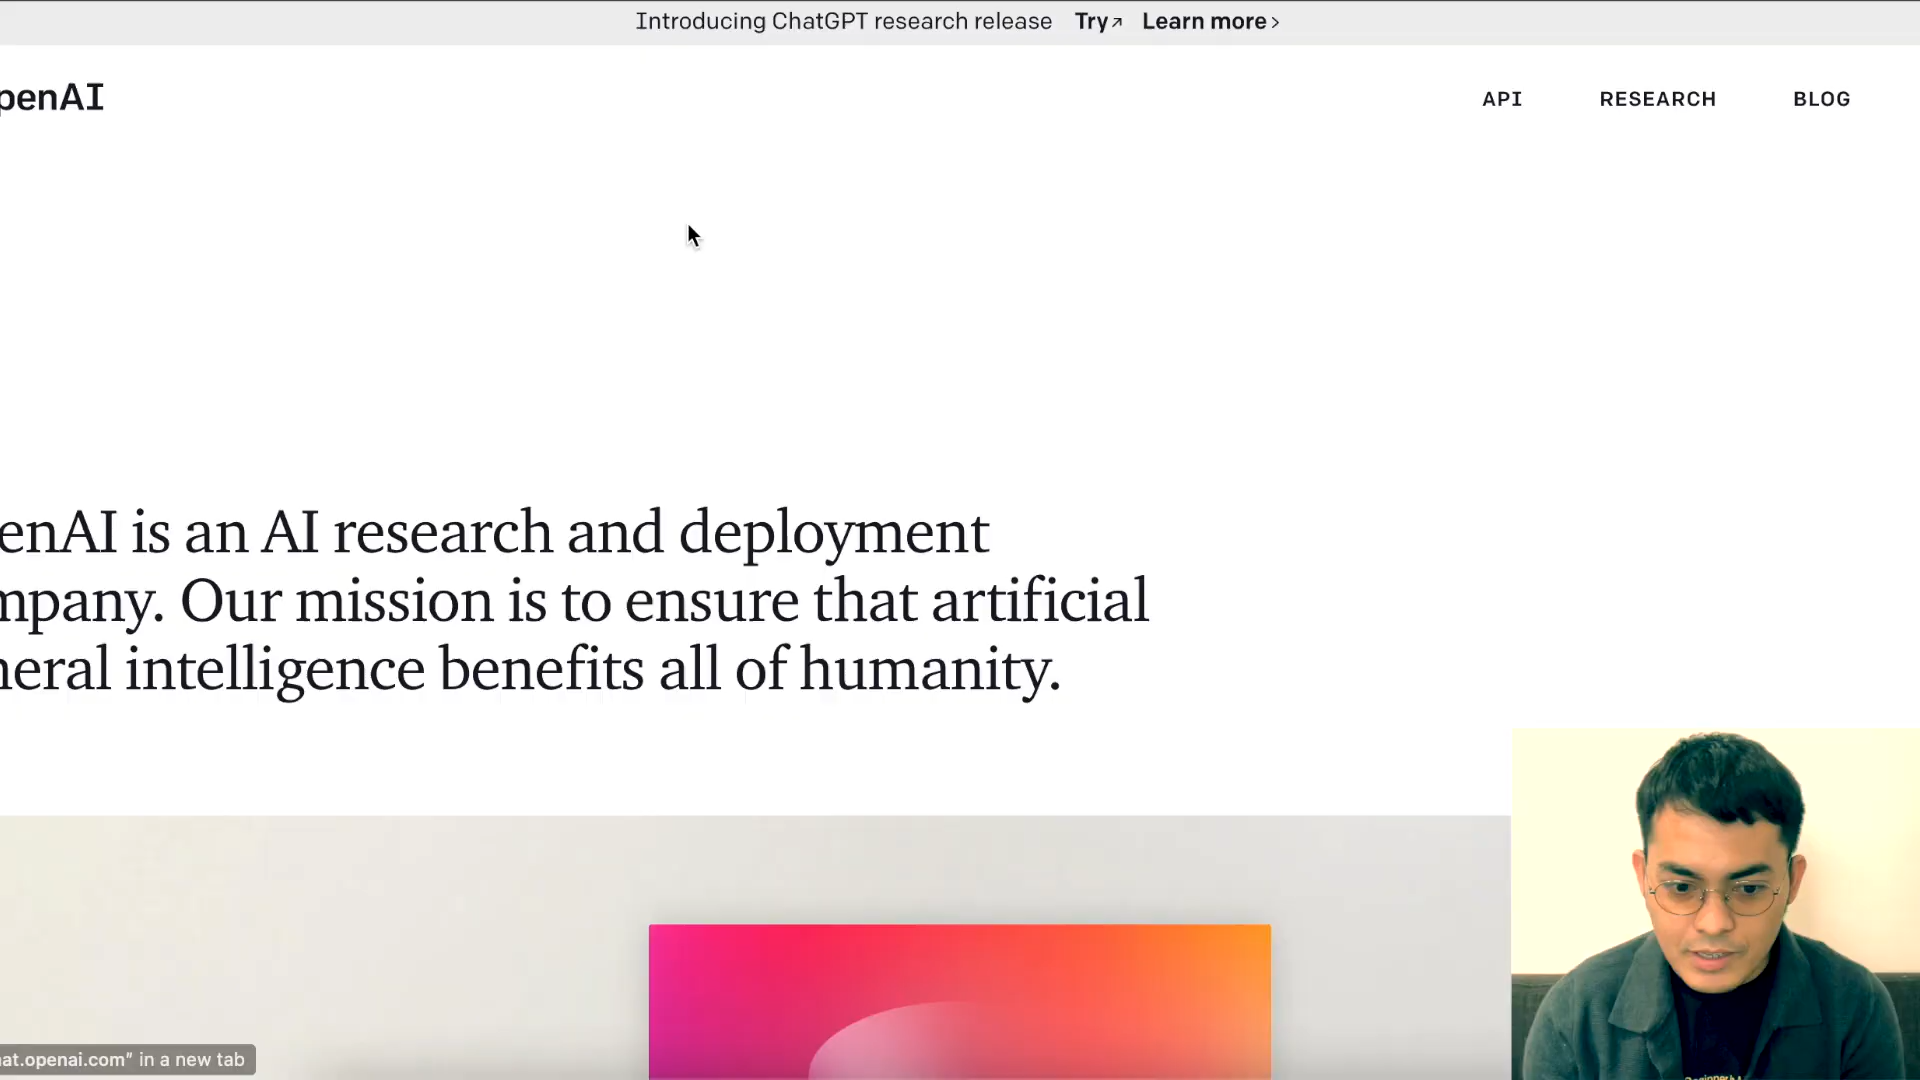 Introducing ChatGPT research release Try↗ Learn more ›
penAI
API RESEARCH BLOG
enAI is an AI research and deployment
mpany. Our mission is to ensure that artificial
neral intelligence benefits all of humanity.
at.openai.com" in a new tab